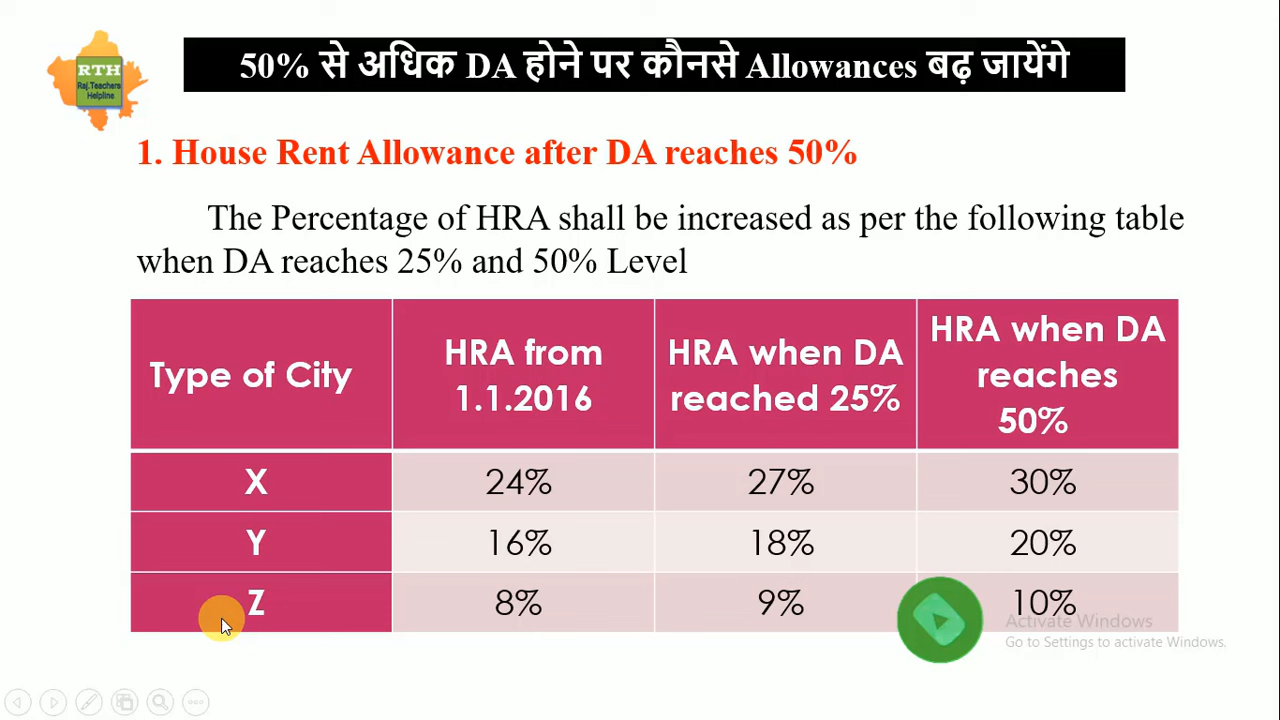 RTH
Raj.Teachers
Helpline
50% से अधिक DA होने पर कौनसे Allowances बढ़ जायेंगे
1. House Rent Allowance after DA reaches 50%
The Percentage of HRA shall be increased as per the following table
when DA reaches 25% and 50% Level
Type of City
HRA from
1.1.2016
HRA when DA
reached 25%
HRA when DA
reaches
50%
X 24% 27% 30%
Y 16% 18% 20%
Z 8% 9% 10%
Activate Windows
Go to Settings to activate Windows.